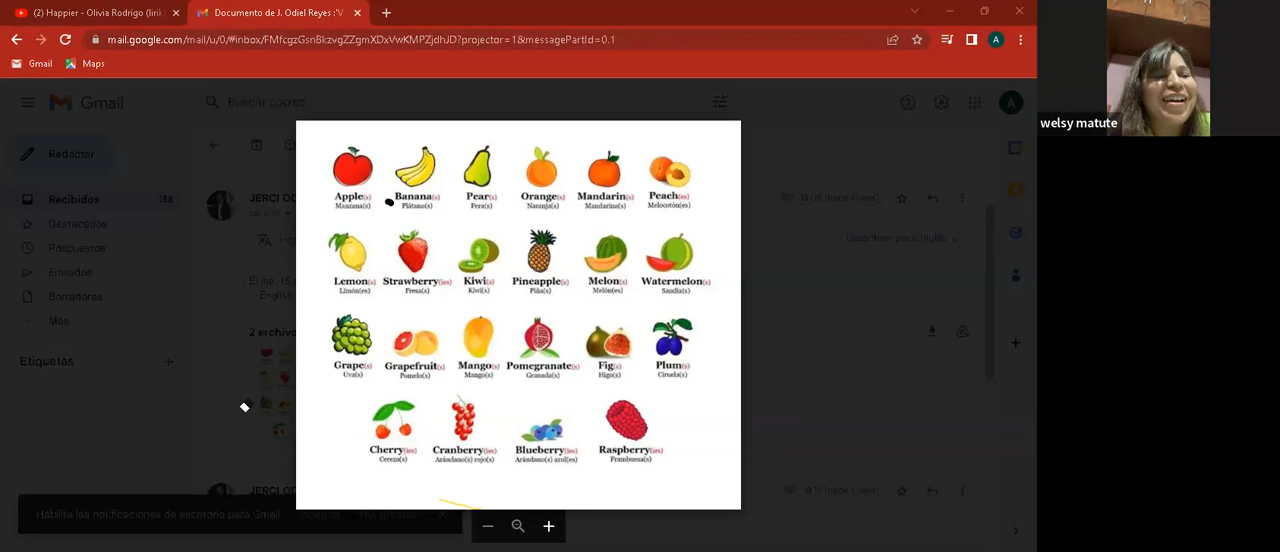 (2) Happier - Olivia Rodrigo (lirik
Documento de J. Odiel Reyes :"V
mail.google.com/mail/u/0/#inbox/FMfcgzGsnBkzvgZZgmXDxVwKMPZjdhJD?projector=1&messagePartId=0.1
A
Gmail Maps
Gmail
Buscar correo
A
Redactar
Recibidos
Destacados
Pospuestos
Enviados
Borradores
Más
Etiquetas
Apple(s) Banana(s) Pear(s) Orange(s) Mandarin(s) Peach(es)
Manzana(s) Plátano(s) Pera(s) Naranja(s) Mandarina(s) Melocotón(es)
Lemon(s) Strawberry(ies) Kiwi(s) Pineapple(s) Melon(s) Watermelon(s)
Limón(es) Fresa(s) Kiwi(s) Piña(s) Melón(es) Sandía(s)
Grape(s) Grapefruit(s) Mango(s) Pomegranate(s) Fig(s) Plum(s)
Uva(s) Pomelo(s) Mango(s) Granada(s) Higo(s) Ciruela(s)
Cherry(ies) Cranberry(ies) Blueberry(ies) Raspberry(ies)
Cereza(s) Arándano(s) rojo(s) Arándano(s) azul(es) Frambuesa(s)
Habilita las notificaciones de escritorio para Gmail
welsy matute